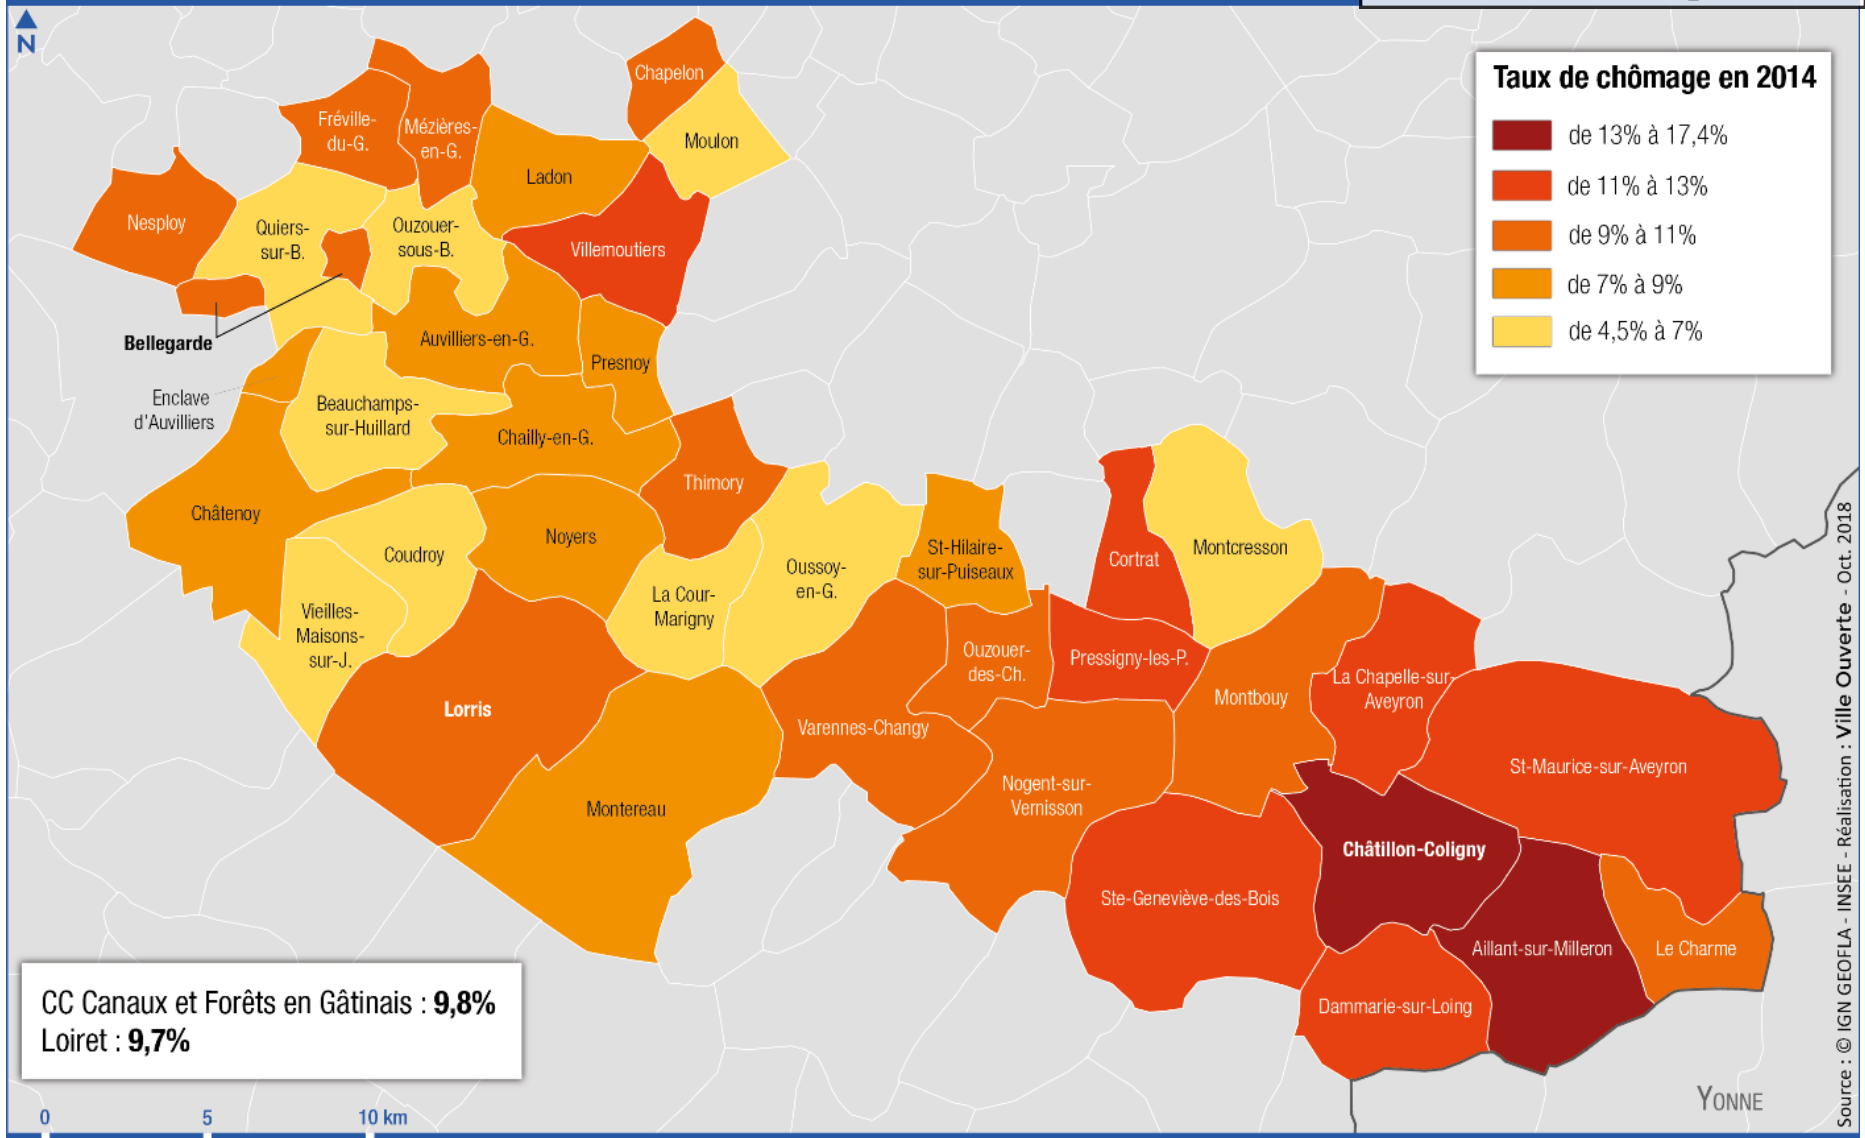 N
Taux de chômage en 2014
de 13% à 17,4%
de 11% à 13%
de 9% à 11%
de 7% à 9%
de 4,5% à 7%
Chapelon
Moulon
Fréville-
du-G.
Mézières-
en-G.
Ladon
Nesploy
Quiers-
sur-B.
Ouzouer-
sous-B.
Villemoutiers
Bellegarde
Auvilliers-en-G.
Presnoy
Enclave
d'Auvilliers
Beauchamps-
sur-Huillard
Chailly-en-G.
Thimory
Châtenoy
Coudroy
Noyers
La Cour-
Marigny
Oussoy-
en-G.
St-Hilaire-
sur-Puiseaux
Cortrat
Montcresson
Vieilles-
Maisons-
sur-J.
Ouzouer-
des-Ch.
Pressigny-les-P.
Montbouy
La Chapelle-sur-
Aveyron
Lorris
Varennes-Changy
Nogent-sur-
Vernisson
St-Maurice-sur-Aveyron
Montereau
Châtillon-Coligny
Ste-Geneviève-des-Bois
Aillant-sur-Milleron
Le Charme
Dammarie-sur-Loing
CC Canaux et Forêts en Gâtinais : 9,8%
Loiret : 9,7%
YONNE
0 5 10 km
Source : © IGN GEOFLA - INSEE - Réalisation : Ville Ouverte - Oct. 2018